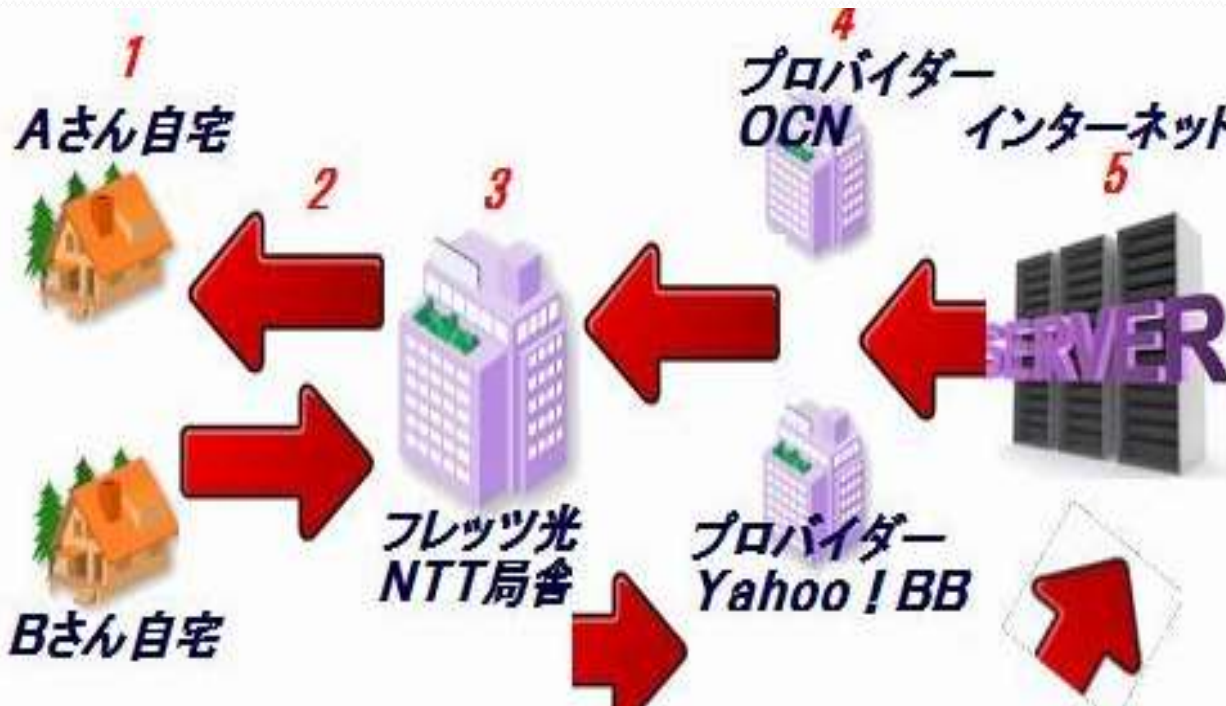 1
Aさん自宅
2
3
4
プロバイダー
OCN
インターネット
5
SERVER
フレッツ光
NTT局舎
プロバイダー
Yahoo！BB
Bさん自宅